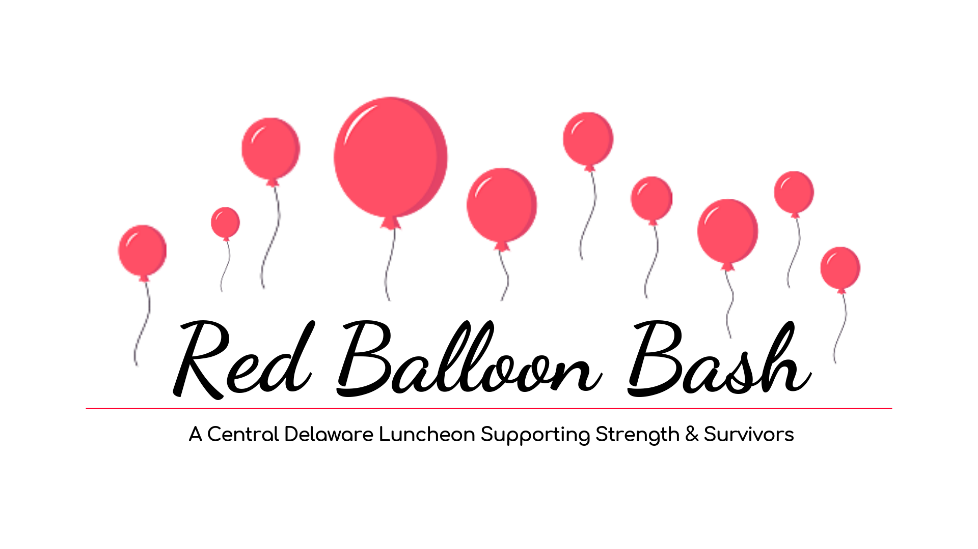 Red Balloon Bash
A Central Delaware Luncheon Supporting Strength & Survivors